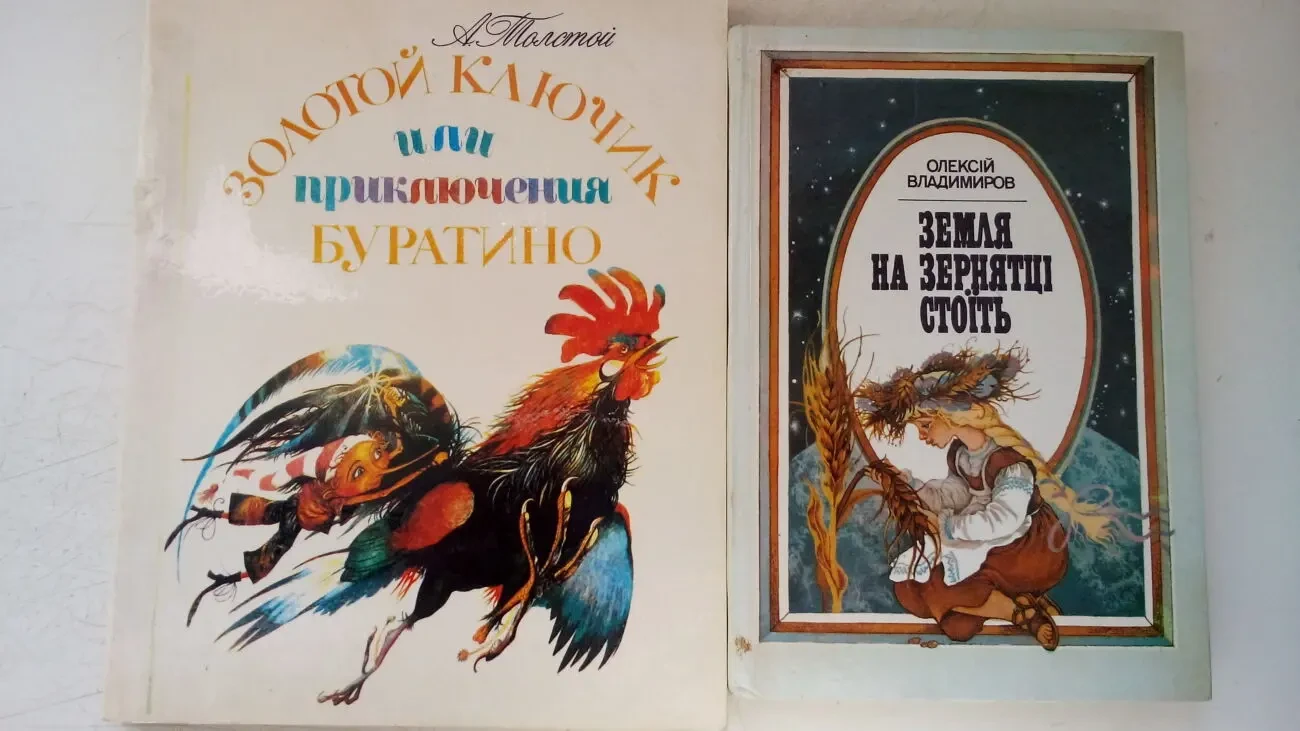 А. Толстой
ЗОЛОТОЙ КЛЮЧИК
или
приключения
БУРАТИНО
ОЛЕКСІЙ
ВЛАДИМИРОВ
ЗЕМЛЯ
НА ЗЕРНЯТЦІ
СТОЇТЬ